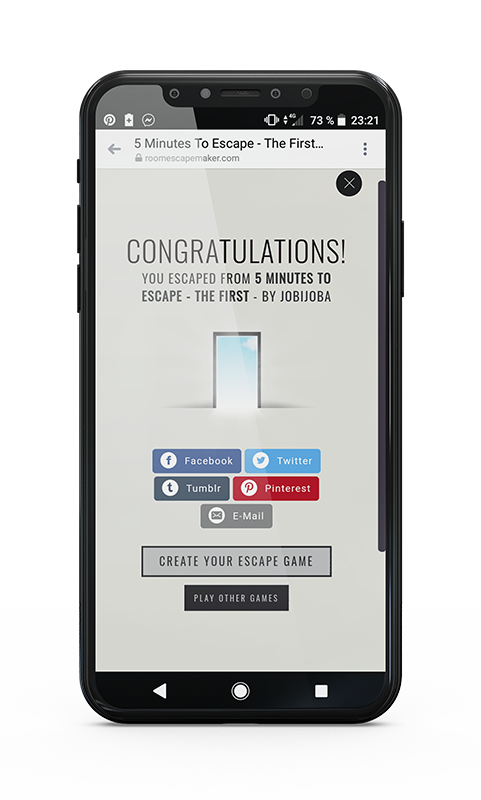 4G 73 % 23:21
5 Minutes To Escape - The First...
roomescapemaker.com
CONGRATULATIONS!
YOU ESCAPED FROM 5 MINUTES TO
ESCAPE - THE FIRST - BY JOBIJOBA
Facebook Twitter
Tumblr Pinterest
E-Mail
CREATE YOUR ESCAPE GAME
PLAY OTHER GAMES